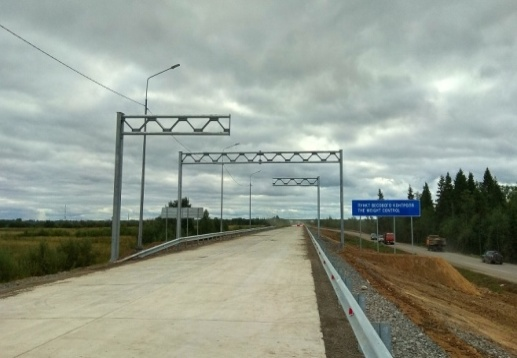 ПУНКТ ВЕСОВОГО КОНТРОЛЯ
THE WEIGHT CONTROL